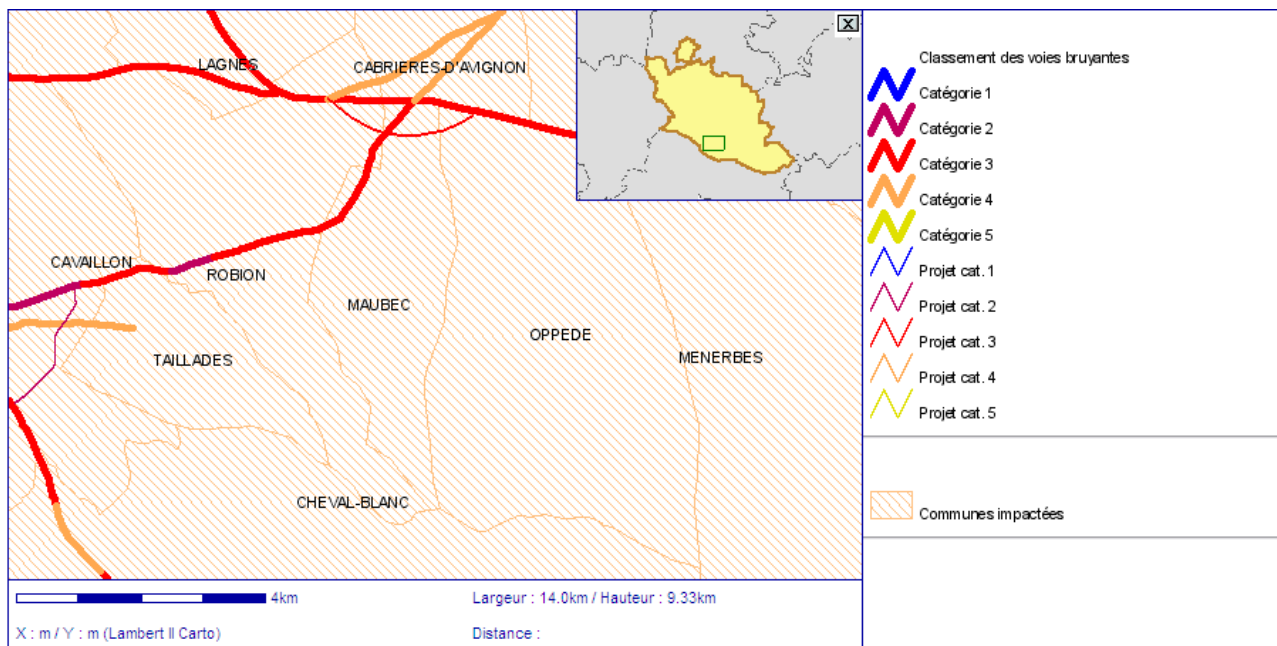 X
LAGNES
CABRIERES-D'AVIGNON
CAVAILLON
ROBION
MAUBEC
OPPEDE
MENERBES
TAILLADES
CHEVAL-BLANC
Classement des voies bruyantes
Catégorie 1
Catégorie 2
Catégorie 3
Catégorie 4
Catégorie 5
Projet cat. 1
Projet cat. 2
Projet cat. 3
Projet cat. 4
Projet cat. 5
Communes impactées
4km
Largeur : 14.0km / Hauteur : 9.33km
X : m / Y : m (Lambert II Carto)
Distance :